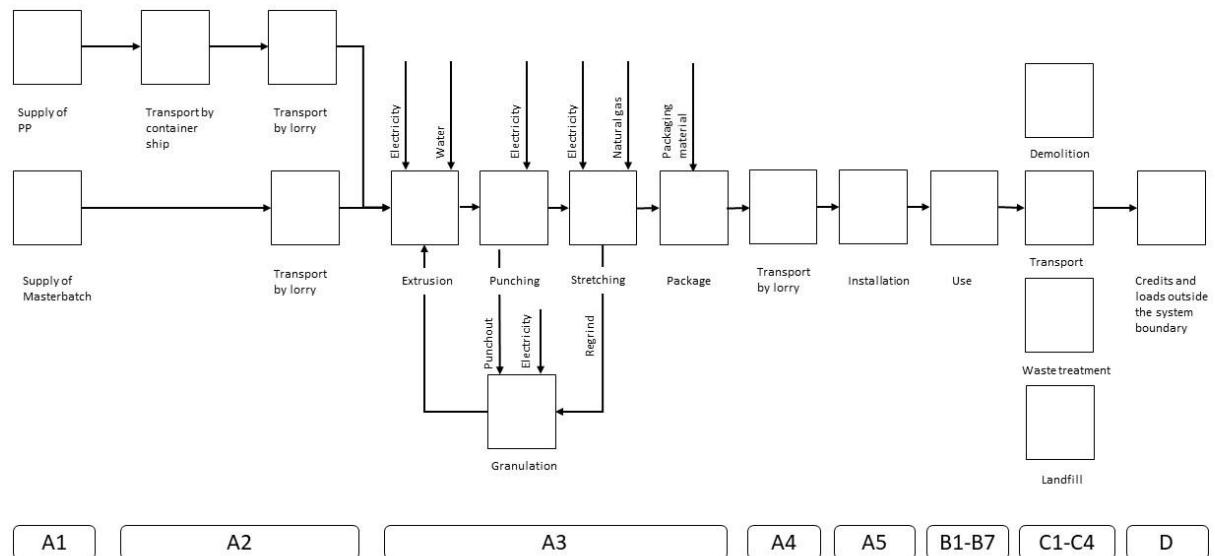 Supply of
PP
Transport by
container
ship
Transport
by lorry
Electricity
Water
Electricity
Electricity
Natural gas
Packaging
material
Demolition
Supply of
Masterbatch
Transport
by lorry
Extrusion
Punching
Stretching
Package
Transport
by lorry
Installation
Use
Transport
Credits and
loads outside
the system
boundary
Punchout
Electricity
Regrind
Waste treatment
Granulation
Landfill
A1
A2
A3
A4
A5
B1-B7
C1-C4
D